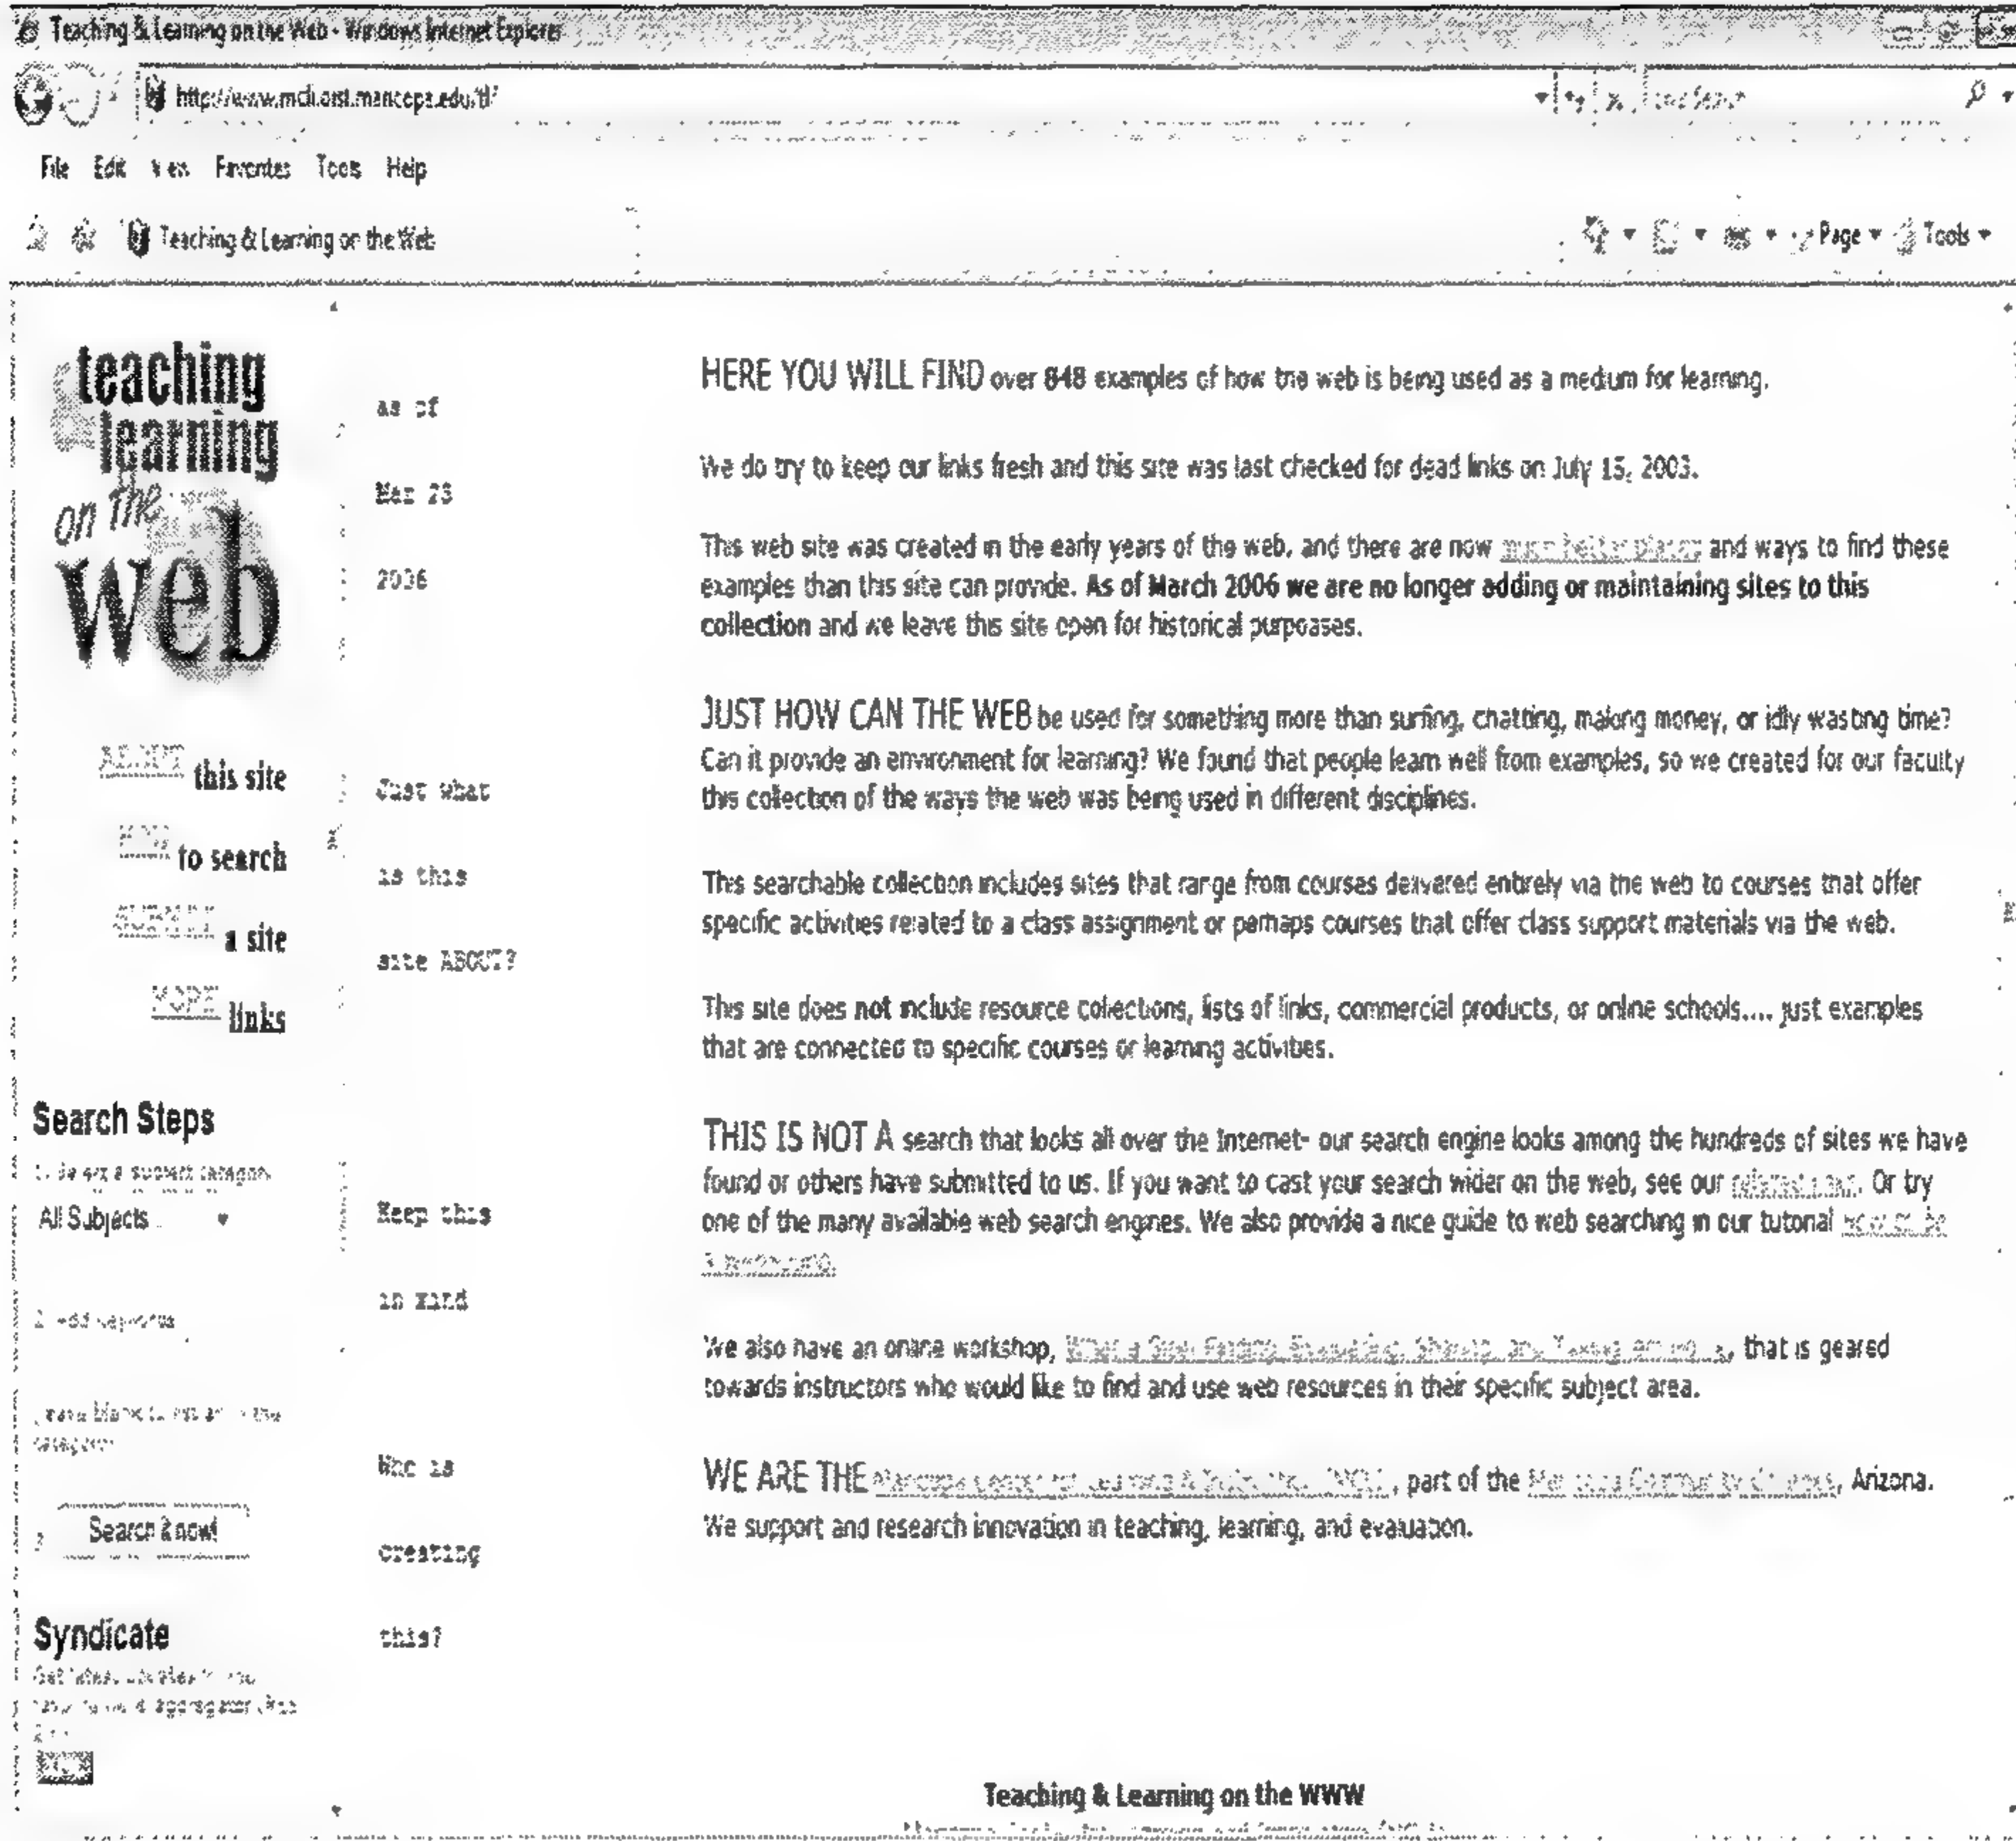 Teaching & Learning on the Web - Windows Internet Explorer
File Edit Favorites Tools Help
Teaching & Learning on the Web
Page Tools
teaching
& learning
on the
web
ABOUT this site
to search
SUBMIT a site
MORE links
Search Steps
All Subjects
Search it now!
Syndicate
as of
Mar 23
2006
Just what
is this
site ABOUT?
Keep this
in mind
Who is
creating
this?
HERE YOU WILL FIND over 848 examples of how the web is being used as a medium for learning.
We do try to keep our links fresh and this site was last checked for dead links on July 15, 2003.
This web site was created in the early years of the web, and there are now and ways to find these
examples than this site can provide. As of March 2006 we are no longer adding or maintaining sites to this
collection and we leave this site open for historical purpoases.
JUST HOW CAN THE WEB be used for something more than surfing, chatting, making money, or idly wasting time?
Can it provide an environment for learning? We found that people learn well from examples, so we created for our faculty
this collection of the ways the web was being used in different disciplines.
This searchable collection includes sites that range from courses delivered entirely via the web to courses that offer
specific activities related to a class assignment or perhaps courses that offer class support materials via the web.
This site does not include resource collections, lists of links, commercial products, or online schools.... just examples
that are connected to specific courses or learning activities.
THIS IS NOT A search that looks all over the Internet- our search engine looks among the hundreds of sites we have
found or others have submitted to us. If you want to cast your search wider on the web, see our . Or try
one of the many available web search engines. We also provide a nice guide to web searching in our tutorial
We also have an online workshop, , that is geared
towards instructors who would like to find and use web resources in their specific subject area.
WE ARE THE , part of the , Arizona.
We support and research innovation in teaching, learning, and evaluation.
Teaching & Learning on the WWW